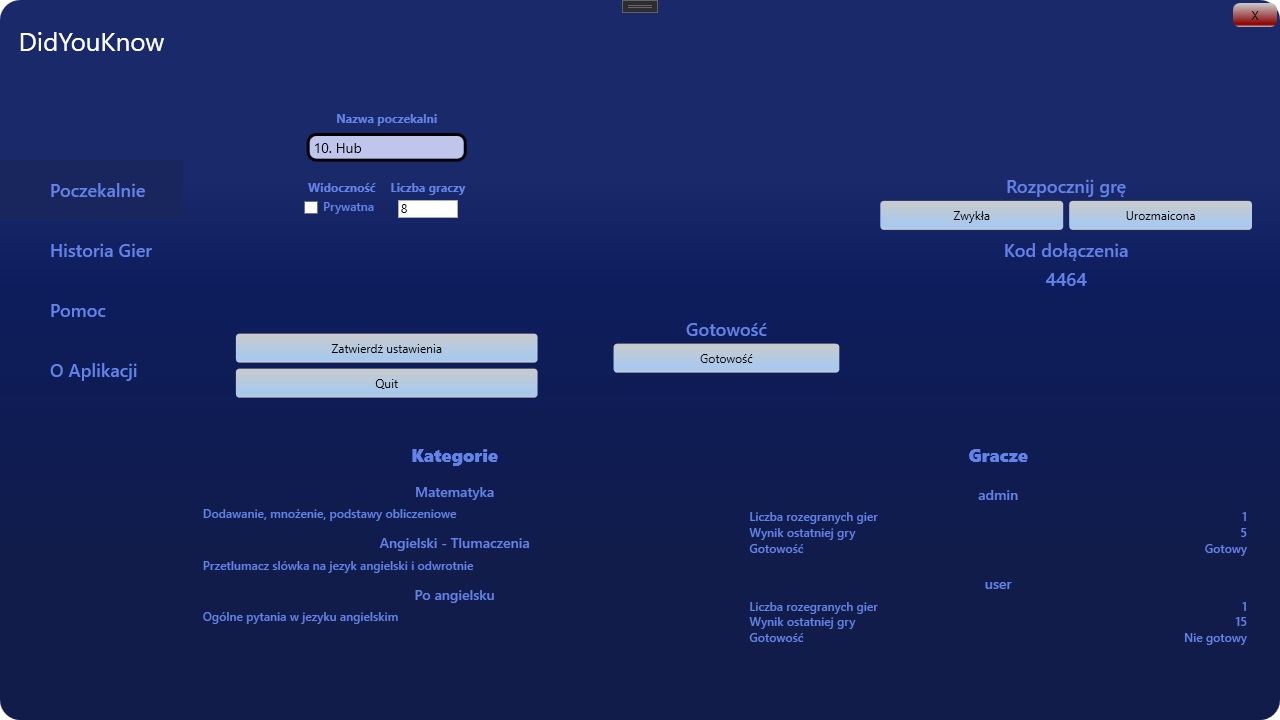 X
DidYouKnow
Poczekalnie
Historia Gier
Pomoc
O Aplikacji
Nazwa poczekalni
10. Hub
Widoczność Liczba graczy
Prywatna 8
Zatwierdź ustawienia
Quit
Gotowość
Gotowość
Rozpocznij grę
Zwykła Urozmaicona
Kod dołączenia
4464
Kategorie
Matematyka
Dodawanie, mnożenie, podstawy obliczeniowe
Angielski - Tlumaczenia
Przetlumacz slówka na jezyk angielski i odwrotnie
Po angielsku
Ogólne pytania w jezyku angielskim
Gracze
admin
Liczba rozegranych gier 1
Wynik ostatniej gry 5
Gotowość Gotowy
user
Liczba rozegranych gier 1
Wynik ostatniej gry 15
Gotowość Nie gotowy